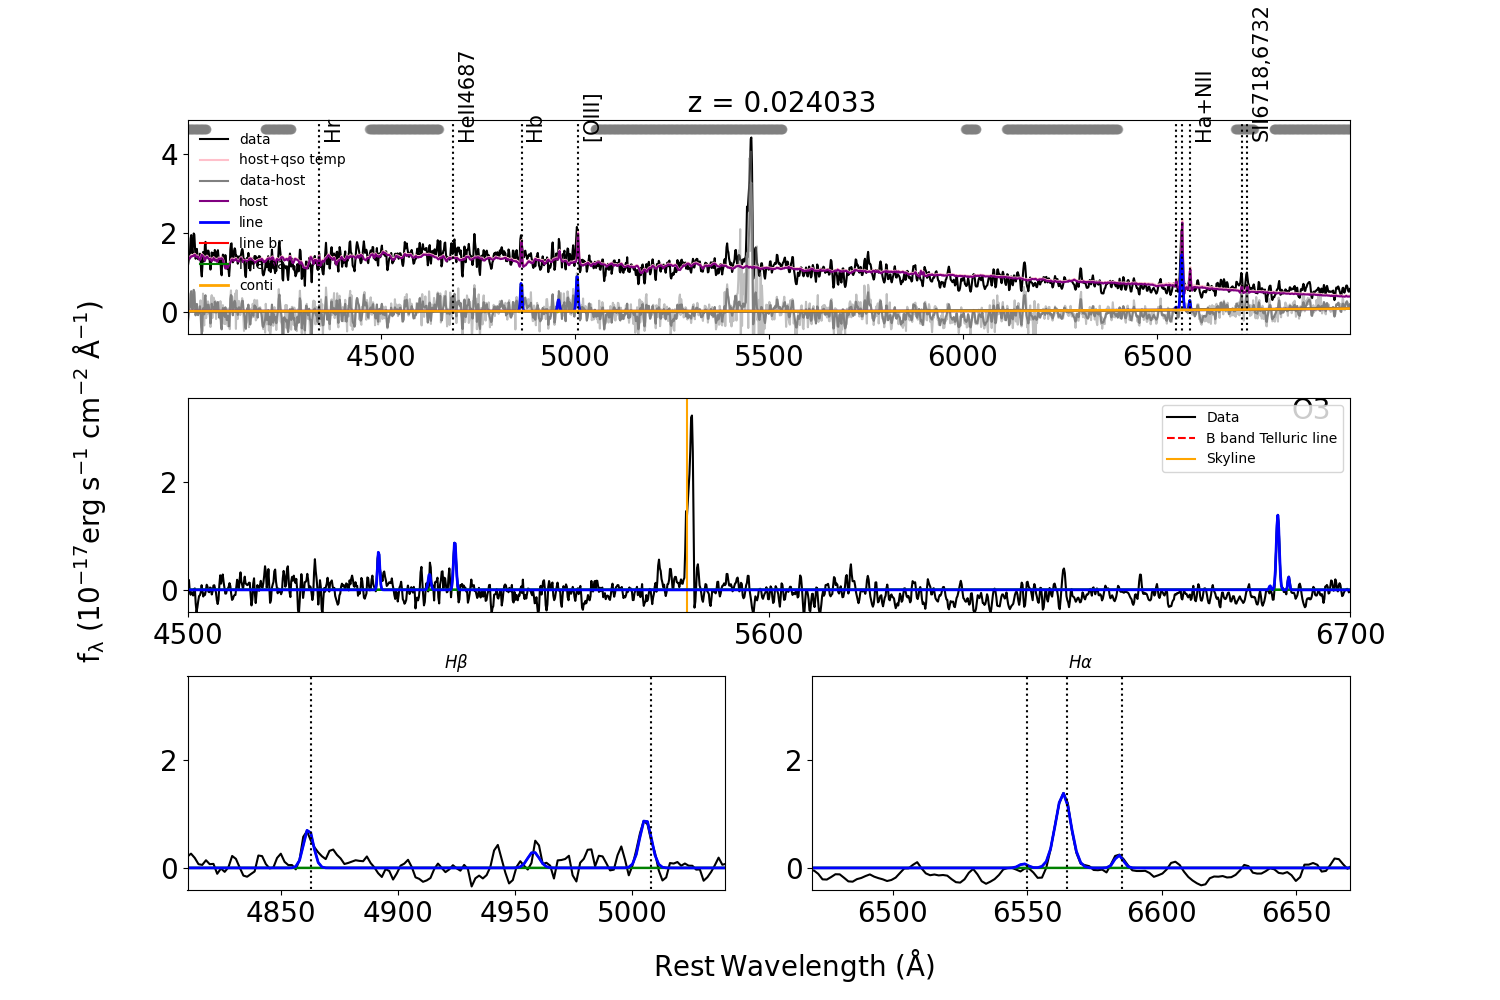 z = 0.024033
Hr
HeII4687
Hb
[OIII]
Ha+NII
SII6718,6732
data
host+qso temp
data-host
host
line
line br
conti
4
2
0
4500
5000
5500
6000
6500
O3
Data
B band Telluric line
Skyline
2
0
4500
5600
6700
fλ (10⁻¹⁷erg s⁻¹ cm⁻² Å⁻¹)
Hβ
2
0
4850
4900
4950
5000
Hα
2
0
6500
6550
6600
6650
Rest Wavelength (Å)